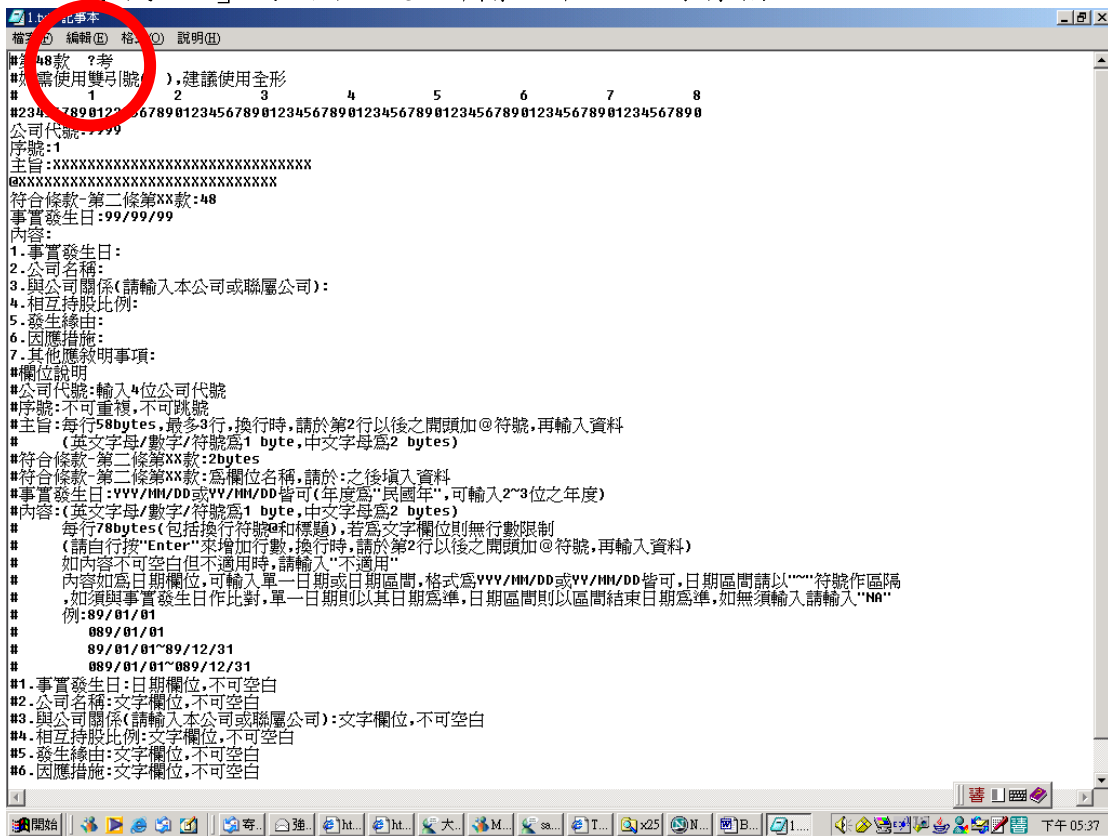 1.tx 記事本
檔案(F) 編輯(E) 格式(O) 說明(H)
#第48款 ?考
#如需使用雙引號( ),建議使用全形
# 1 2 3 4 5 6 7 8
#2345678901234567890123456789012345678901234567890123456789012345678901234567890
公司代號:9999
序號:1
主旨:XXXXXXXXXXXXXXXXXXXXXXXXXXXXXX
@XXXXXXXXXXXXXXXXXXXXXXXXXXXXXX
符合條款-第二條第XX款:48
事實發生日:99/99/99
內容:
1.事實發生日:
2.公司名稱:
3.與公司關係(請輸入本公司或聯屬公司):
4.相互持股比例:
5.發生緣由:
6.因應措施:
7.其他應敘明事項:
#欄位說明
#公司代號:輸入4位公司代號
#序號:不可重複,不可跳號
#主旨:每行58bytes,最多3行,換行時,請於第2行以後之開頭加@符號,再輸入資料
# (英文字母/數字/符號為1 byte,中文字母為2 bytes)
#符合條款-第二條第XX款:2bytes
#符合條款-第二條第XX款:為欄位名稱,請於:之後填入資料
#事實發生日:YYY/MM/DD或YY/MM/DD皆可(年度為"民國年",可輸入2~3位之年度)
#內容:(英文字母/數字/符號為1 byte,中文字母為2 bytes)
# 每行78bytes(包括換行符號@和標題),若為文字欄位則無行數限制
# (請自行按"Enter"來增加行數,換行時,請於第2行以後之開頭加@符號,再輸入資料)
# 如內容不可空白但不適用時,請輸入"不適用"
# 內容如為日期欄位,可輸入單一日期或日期區間,格式為YYY/MM/DD或YY/MM/DD皆可,日期區間請以"~"符號作區隔
# ,如須與事實發生日作比對,單一日期則以其日期為準,日期區間則以區間結束日期為準,如無須輸入請輸入"NA"
# 例:89/01/01
# 089/01/01
# 89/01/01~89/12/31
# 089/01/01~089/12/31
#1.事實發生日:日期欄位,不可空白
#2.公司名稱:文字欄位,不可空白
#3.與公司關係(請輸入本公司或聯屬公司):文字欄位,不可空白
#4.相互持股比例:文字欄位,不可空白
#5.發生緣由:文字欄位,不可空白
#6.因應措施:文字欄位,不可空白
開始 寄... 強... ht... ht... 大... M... sa... T... x25 N... B... 1.... 下午 05:37